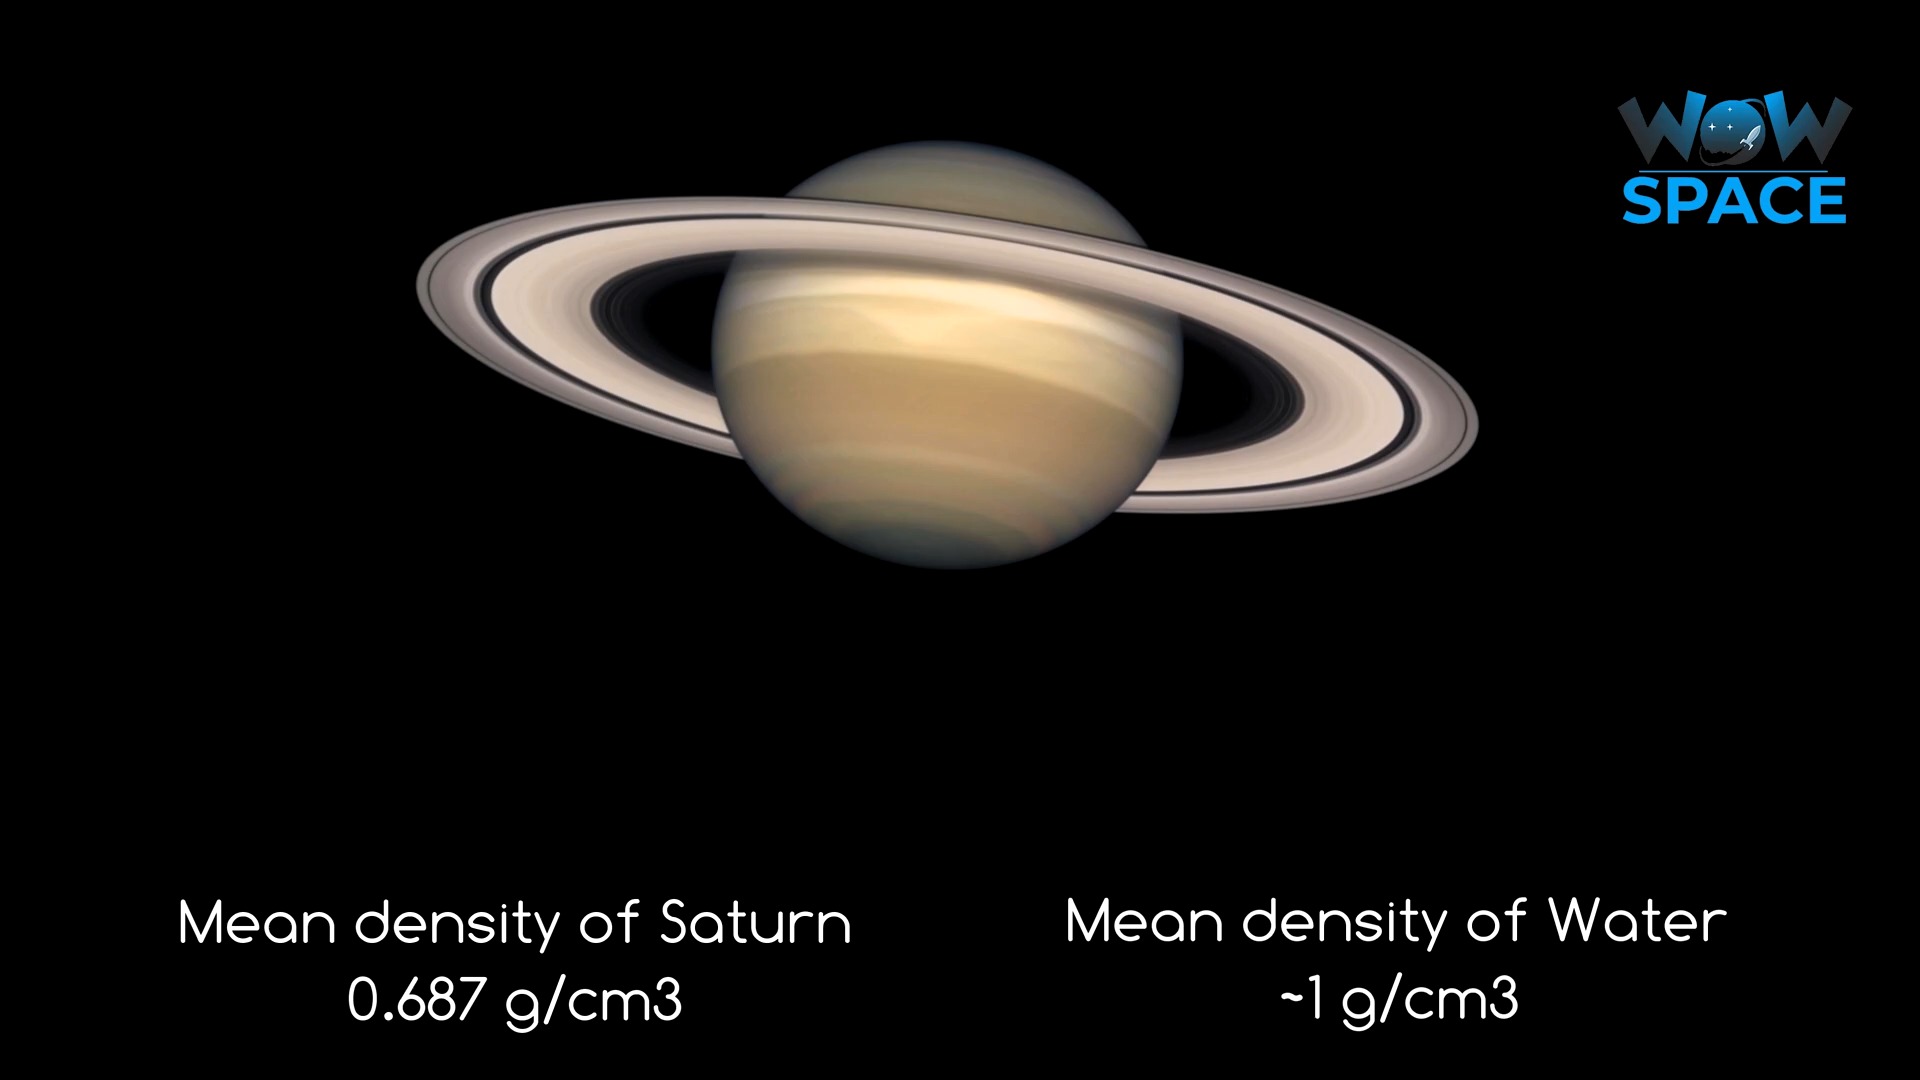 WOW
SPACE
Mean density of Saturn
0.687 g/cm3
Mean density of Water
~1 g/cm3